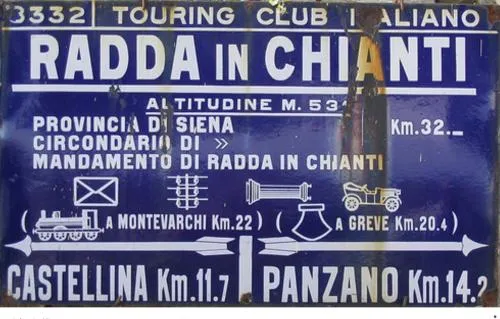 3332 TOURING CLUB ITALIANO
RADDA IN CHIANTI
ALTITUDINE M. 531
PROVINCIA DI SIENA Km.32._
CIRCONDARIO DI »
MANDAMENTO DI RADDA IN CHIANTI
( A MONTEVARCHI Km.22 ) ( A GREVE Km.20.4 )
CASTELLINA Km.11.7 PANZANO Km.14.2